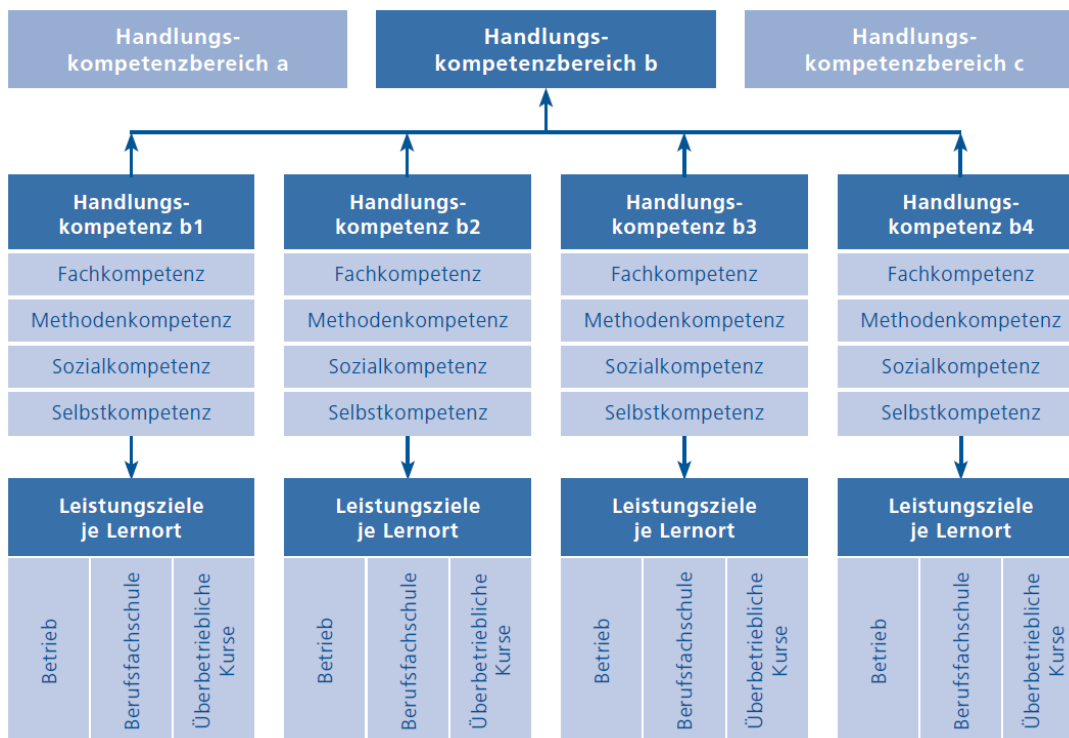 Handlungs-
kompetenzbereich a
Handlungs-
kompetenzbereich b
Handlungs-
kompetenzbereich c
Handlungs-
kompetenz b1
Fachkompetenz
Methodenkompetenz
Sozialkompetenz
Selbstkompetenz
Leistungsziele
je Lernort
Betrieb
Berufsfachschule
Überbetriebliche
Kurse
Handlungs-
kompetenz b2
Fachkompetenz
Methodenkompetenz
Sozialkompetenz
Selbstkompetenz
Leistungsziele
je Lernort
Betrieb
Berufsfachschule
Überbetriebliche
Kurse
Handlungs-
kompetenz b3
Fachkompetenz
Methodenkompetenz
Sozialkompetenz
Selbstkompetenz
Leistungsziele
je Lernort
Betrieb
Berufsfachschule
Überbetriebliche
Kurse
Handlungs-
kompetenz b4
Fachkompetenz
Methodenkompetenz
Sozialkompetenz
Selbstkompetenz
Leistungsziele
je Lernort
Betrieb
Berufsfachschule
Überbetriebliche
Kurse